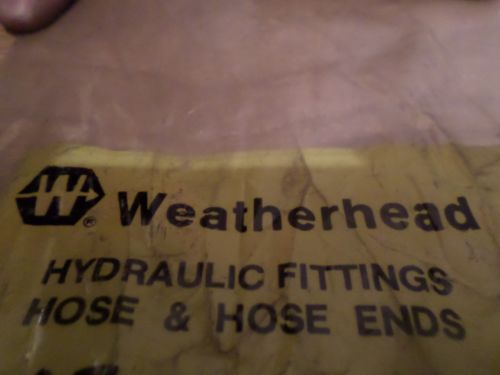 W® Weatherhead
HYDRAULIC FITTINGS
HOSE & HOSE ENDS